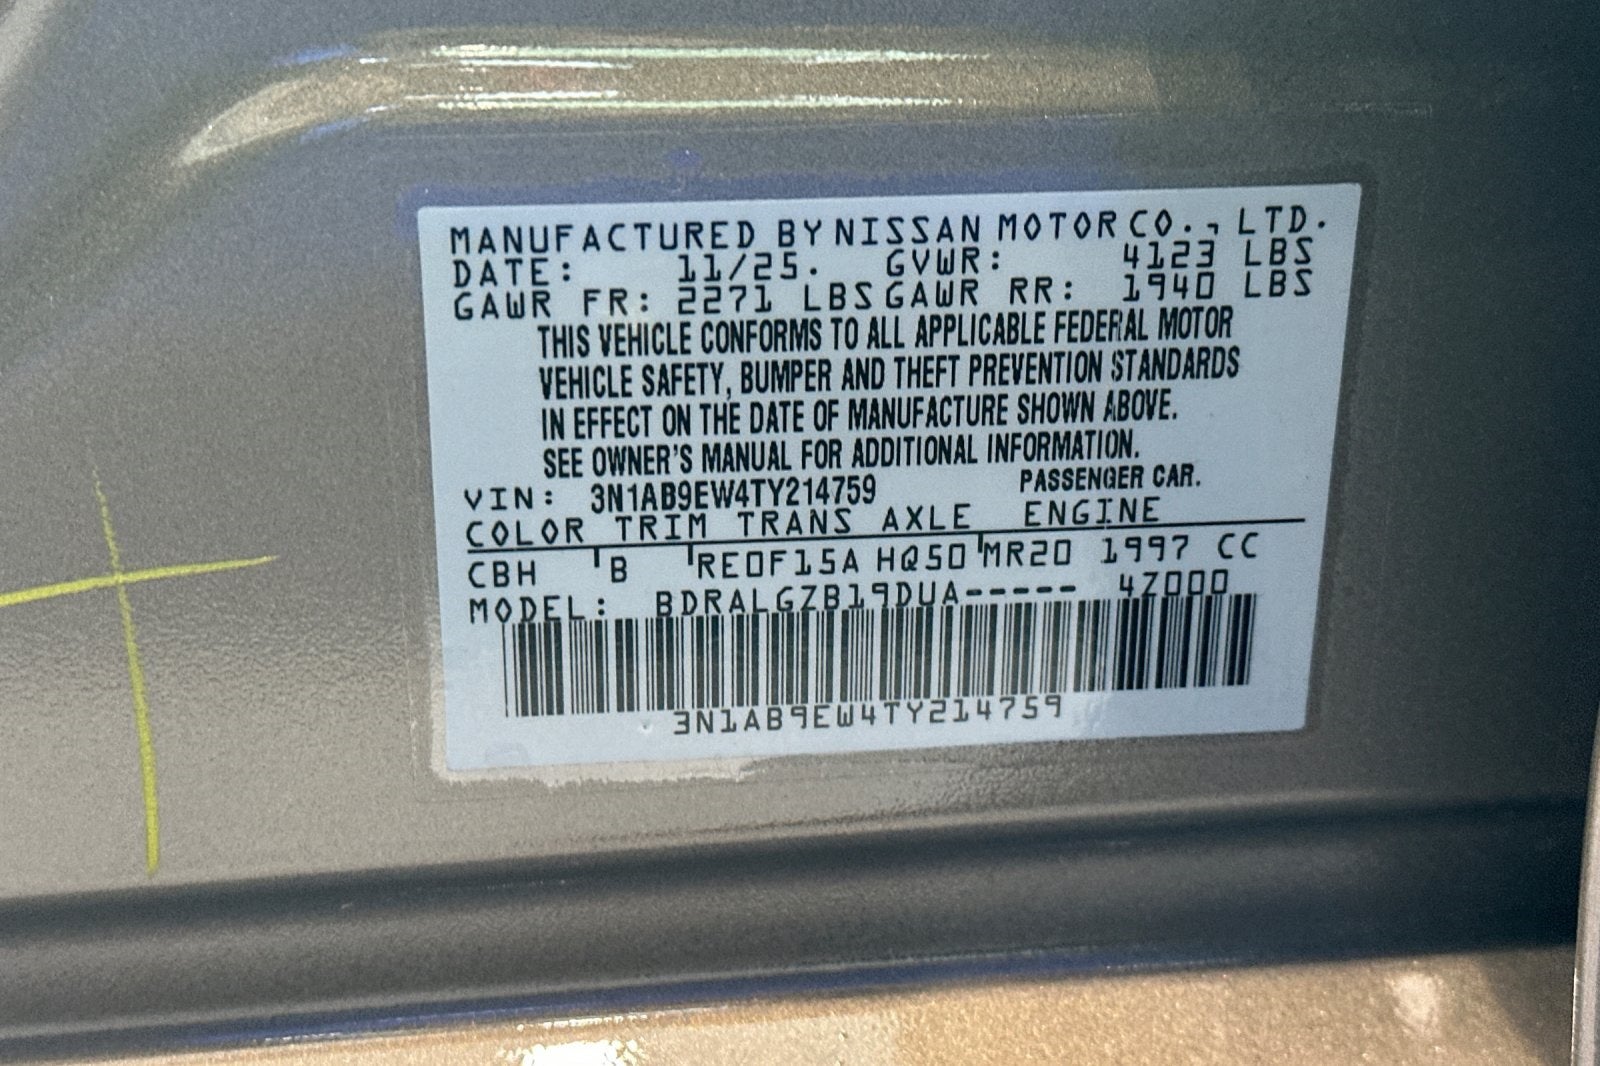 MANUFACTURED BY NISSAN MOTOR CO., LTD.
DATE: 11/25. GVWR: 4123 LBS
GAWR FR: 2271 LBS GAWR RR: 1940 LBS
THIS VEHICLE CONFORMS TO ALL APPLICABLE FEDERAL MOTOR
VEHICLE SAFETY, BUMPER AND THEFT PREVENTION STANDARDS
IN EFFECT ON THE DATE OF MANUFACTURE SHOWN ABOVE.
SEE OWNER'S MANUAL FOR ADDITIONAL INFORMATION.
VIN: 3N1AB9EW4TY214759 PASSENGER CAR.
COLOR TRIM TRANS AXLE ENGINE
CBH B RE0F15A HQ50 MR20 1997 CC
MODEL: BDRALGZB19DUA----- 4Z000
3N1AB9EW4TY214759